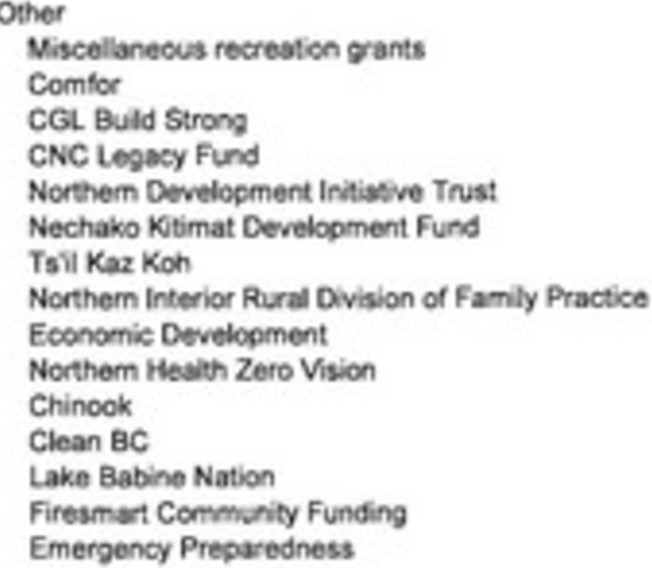 Other
Miscellaneous recreation grants
Comfor
CGL Build Strong
CNC Legacy Fund
Northern Development Initiative Trust
Nechako Kitimat Development Fund
Ts'il Kaz Koh
Northern Interior Rural Division of Family Practice
Economic Development
Northern Health Zero Vision
Chinook
Clean BC
Lake Babine Nation
Firesmart Community Funding
Emergency Preparedness